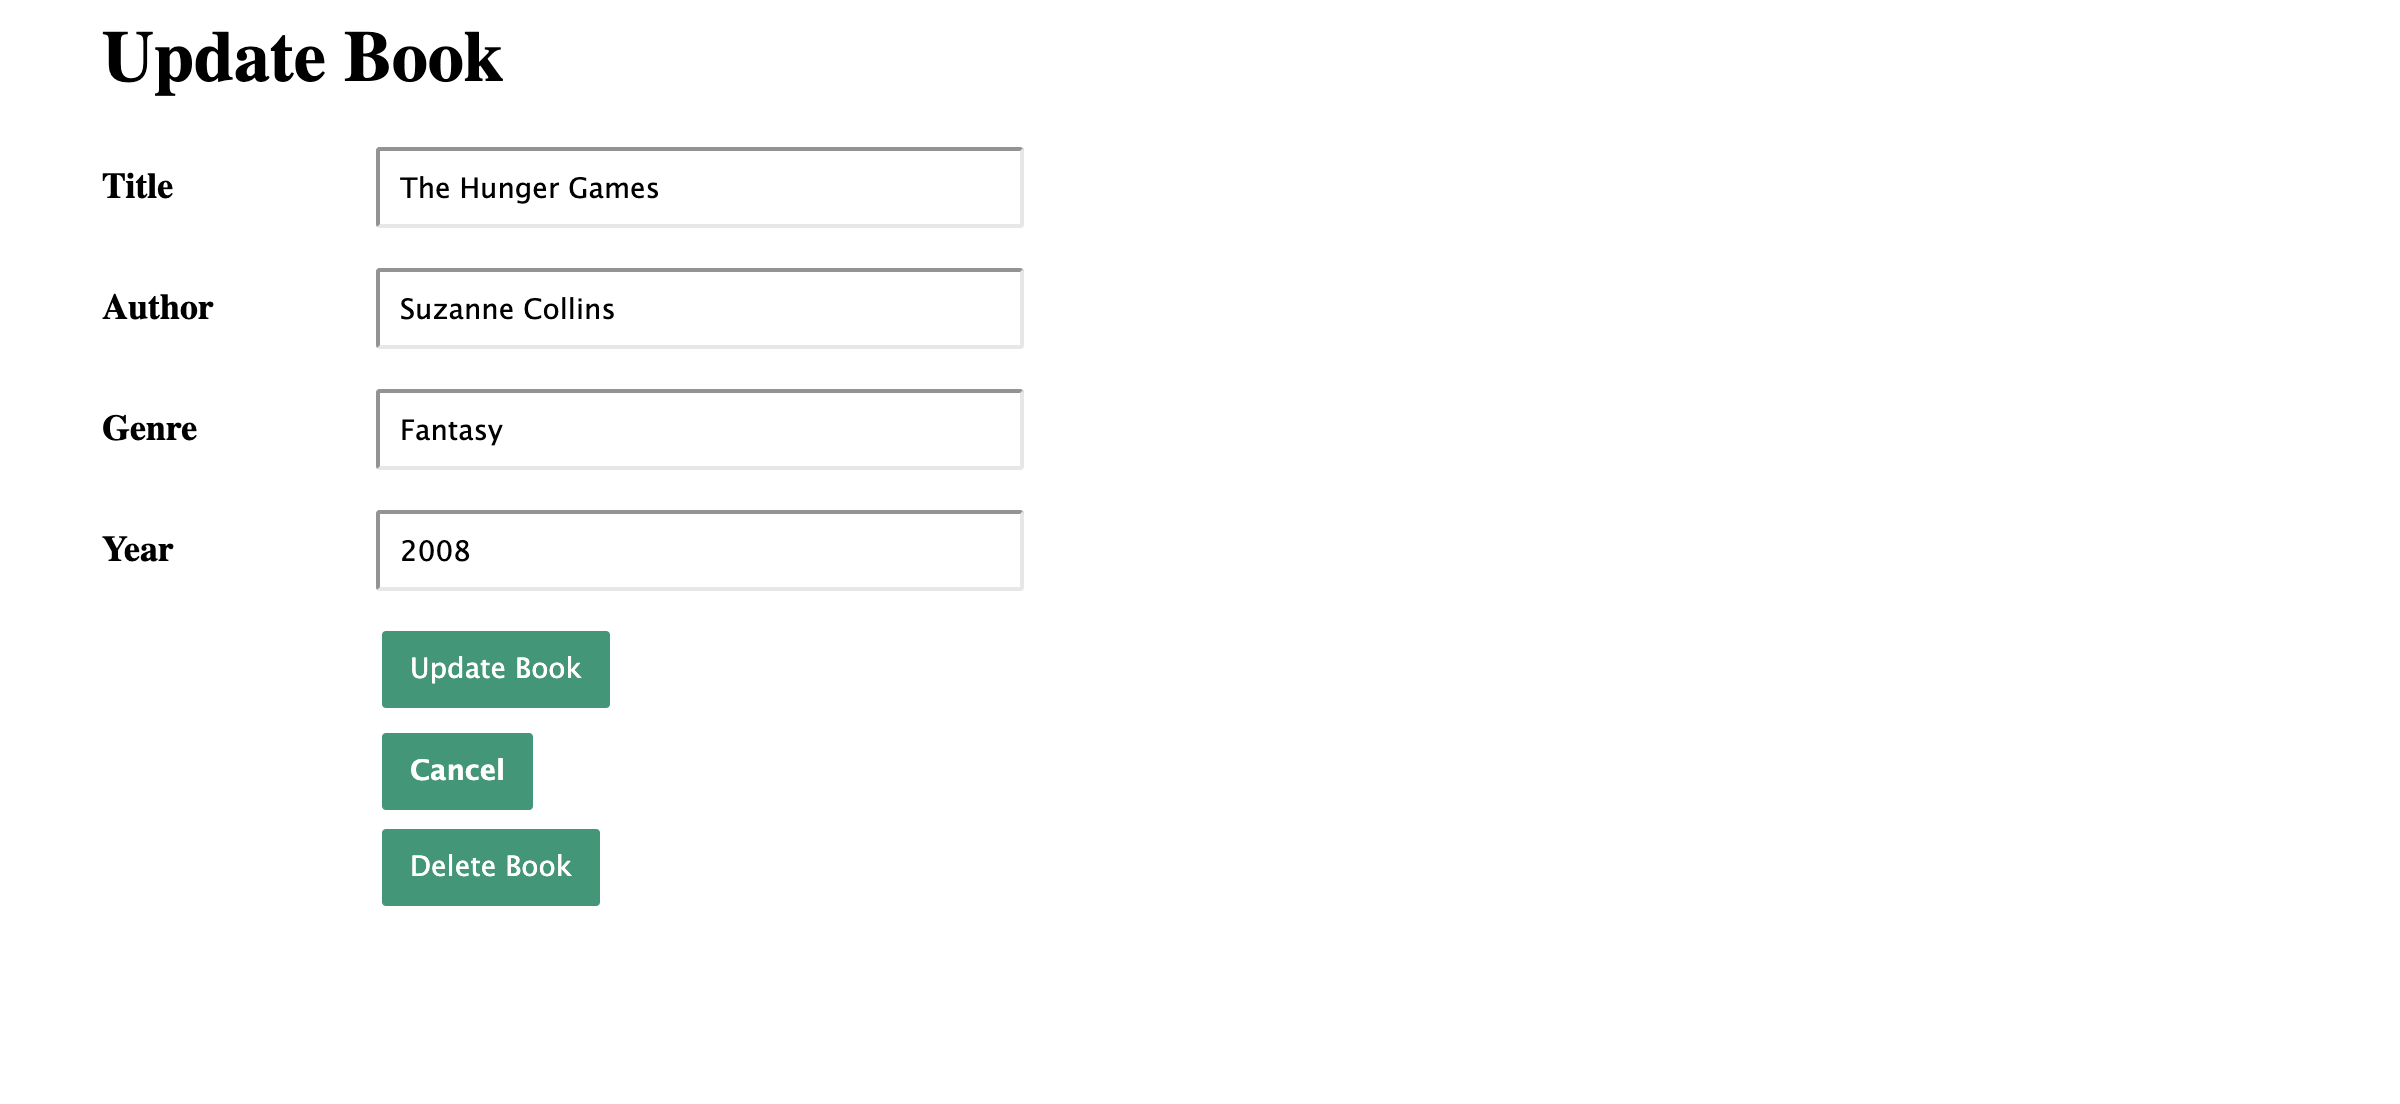 Update Book
Title
The Hunger Games
Author
Suzanne Collins
Genre
Fantasy
Year
2008
Update Book
Cancel
Delete Book